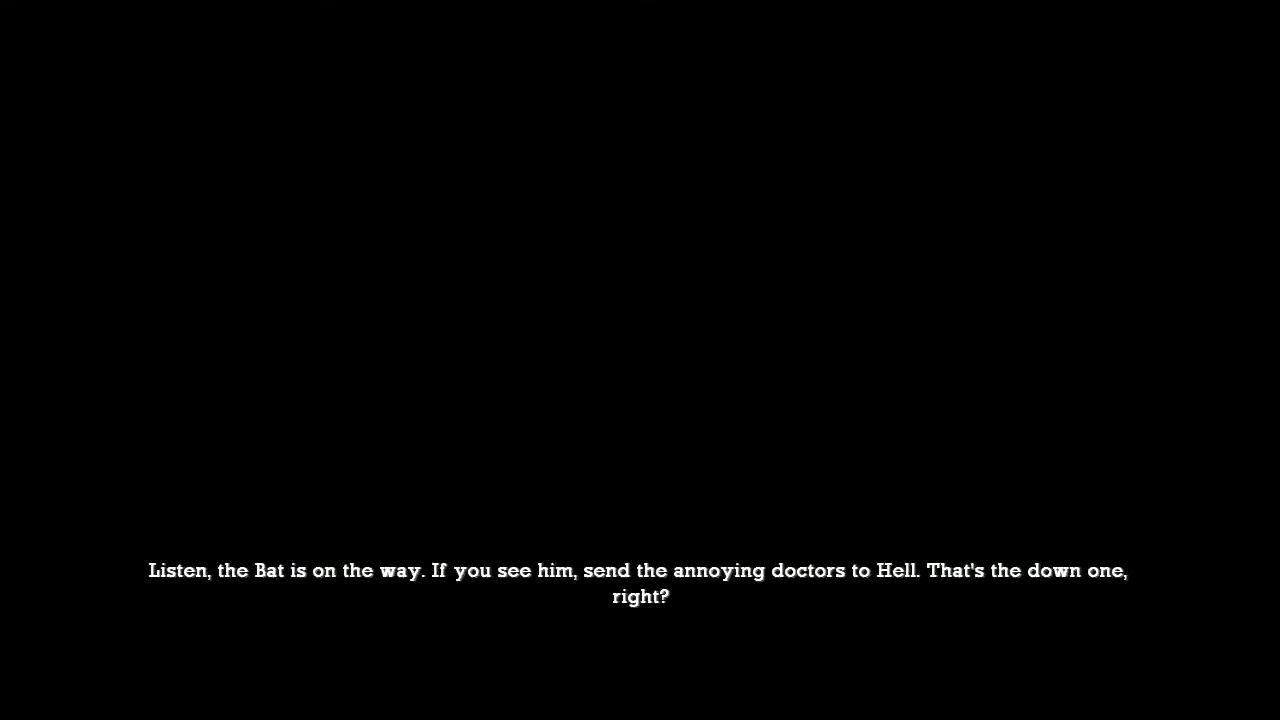 Listen, the Bat is on the way. If you see him, send the annoying doctors to Hell. That's the down one,
right?